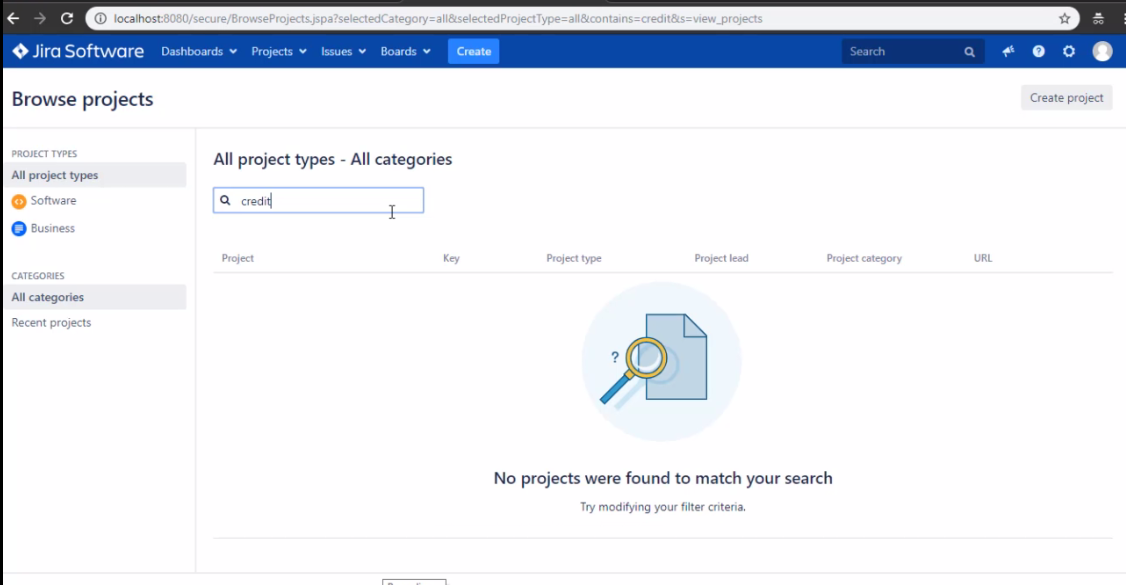 localhost:8080/secure/BrowseProjects.jspa?selectedCategory=all&selectedProjectType=all&contains=credit&s=view_projects
Jira Software Dashboards Projects Issues Boards Create Search
Browse projects
Create project
PROJECT TYPES
All project types
Software
Business
CATEGORIES
All categories
Recent projects
All project types - All categories
credit
Project Key Project type Project lead Project category URL
?
No projects were found to match your search
Try modifying your filter criteria.